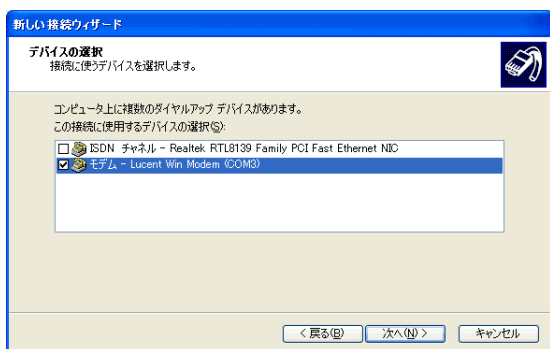 新しい接続ウィザード
デバイスの選択
接続に使うデバイスを選択します。
コンピュータ上に複数のダイヤルアップ デバイスがあります。
この接続に使用するデバイスの選択(S):
ISDN チャネル - Realtek RTL8139 Family PCI Fast Ethernet NIC
モデム - Lucent Win Modem (COM3)
< 戻る(B)
次へ(N) >
キャンセル